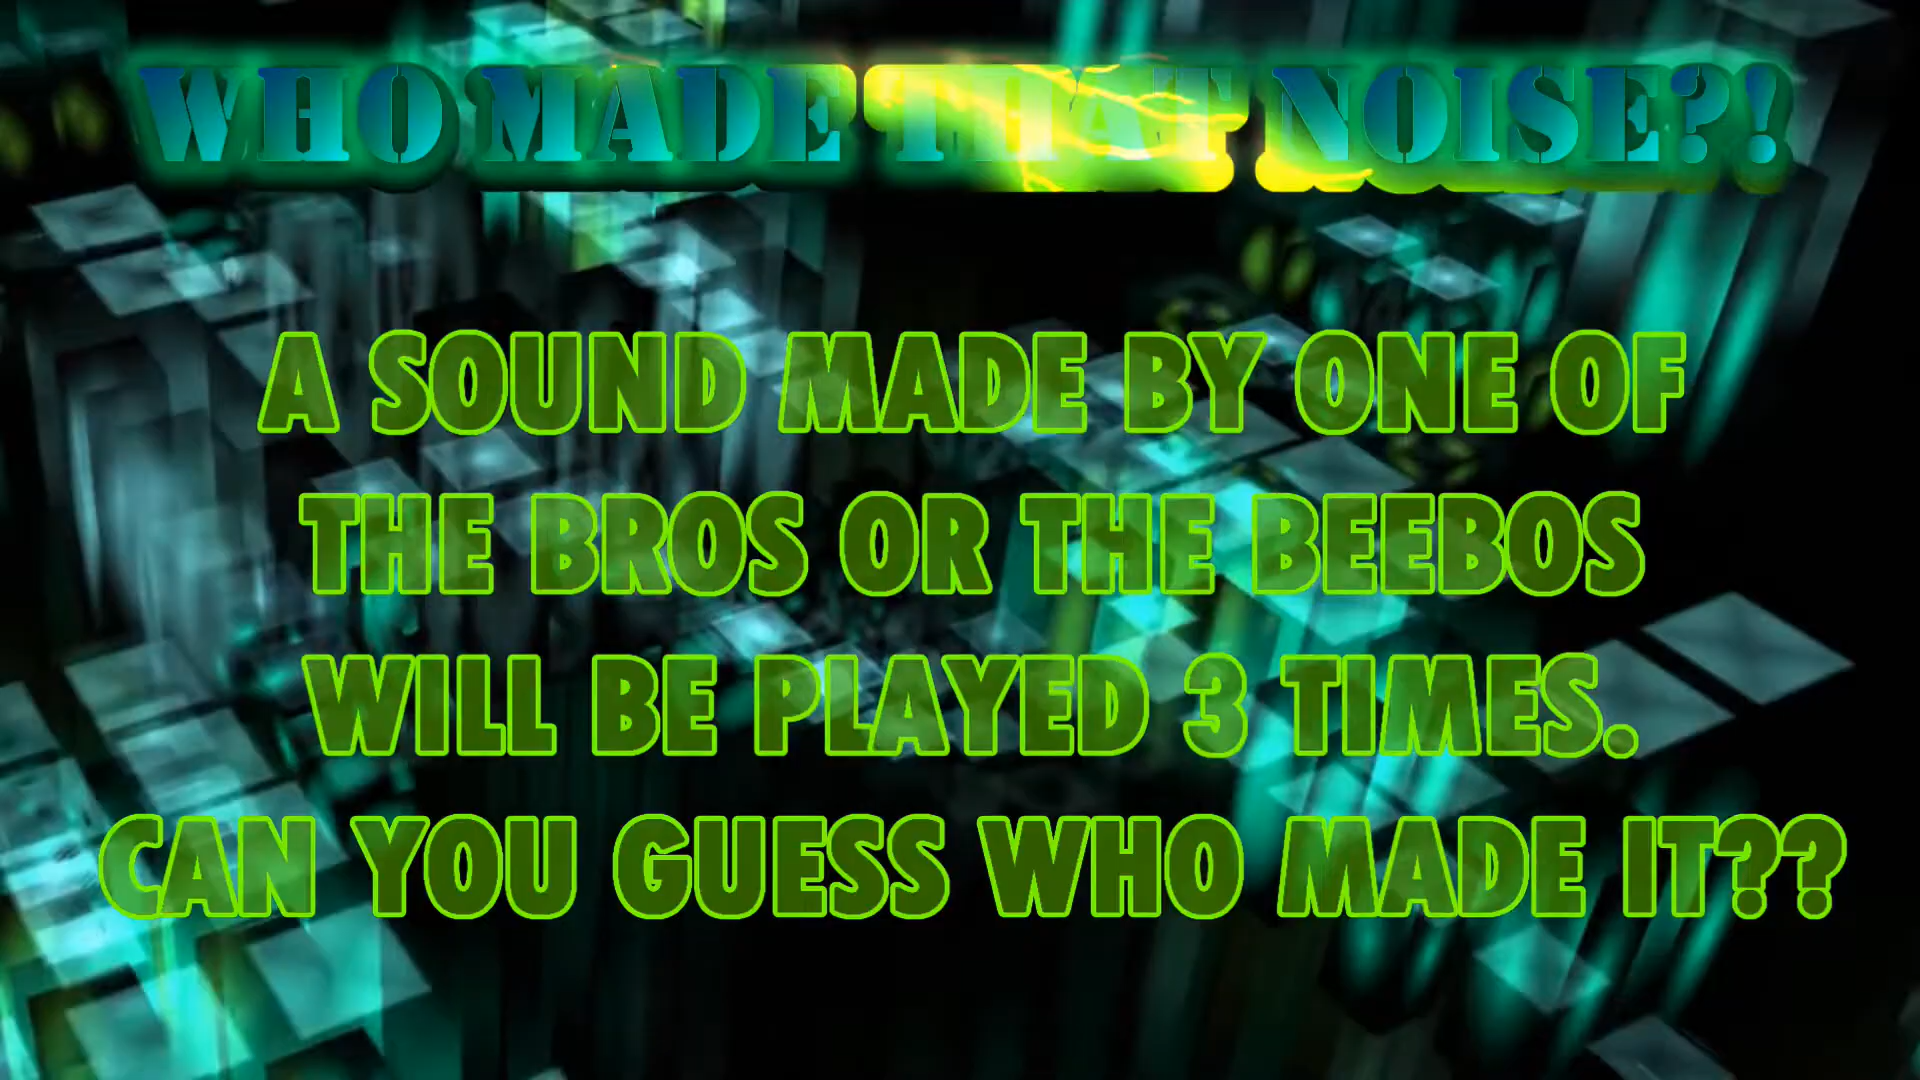 WHO MADE THAT NOISE?!
A SOUND MADE BY ONE OF
THE BROS OR THE BEEBOS
WILL BE PLAYED 3 TIMES.
CAN YOU GUESS WHO MADE IT??